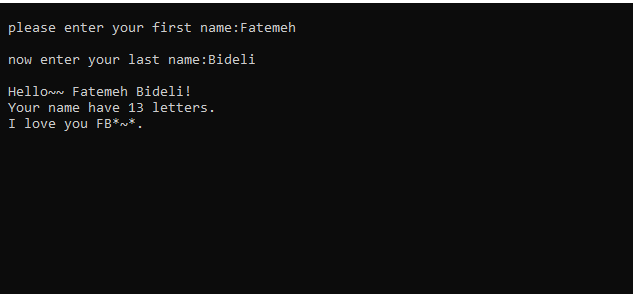 please enter your first name:Fatemeh
now enter your last name:Bideli
Hello~~ Fatemeh Bideli!
Your name have 13 letters.
I love you FB*~*.